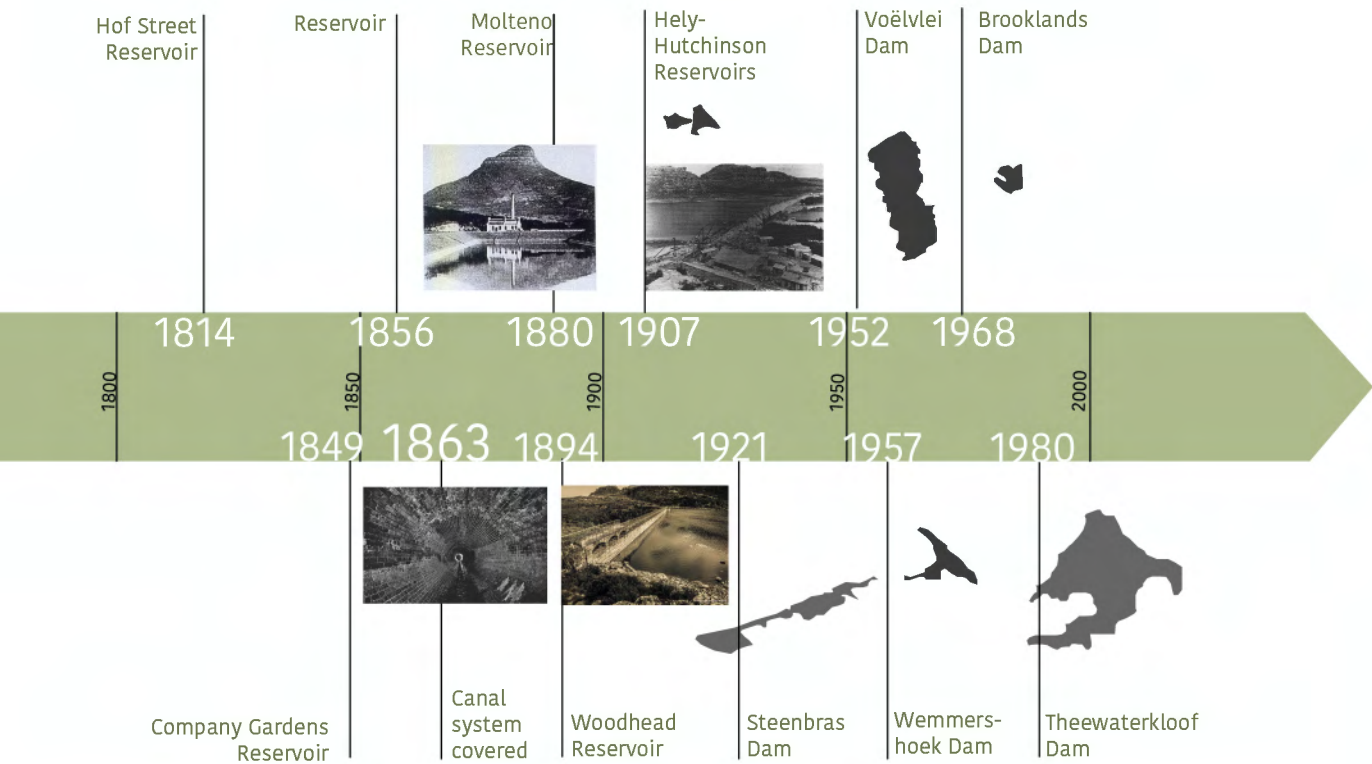 Hof Street
Reservoir
Reservoir
Molteno
Reservoir
Hely-
Hutchinson
Reservoirs
Voëlvlei
Dam
Brooklands
Dam
1814
1856
1880
1907
1952
1968
1800
1850
1900
1950
2000
1849
1863
1894
1921
1957
1980
Company Gardens
Reservoir
Canal
system
covered
Woodhead
Reservoir
Steenbras
Dam
Wemmers-
hoek Dam
Theewaterkloof
Dam